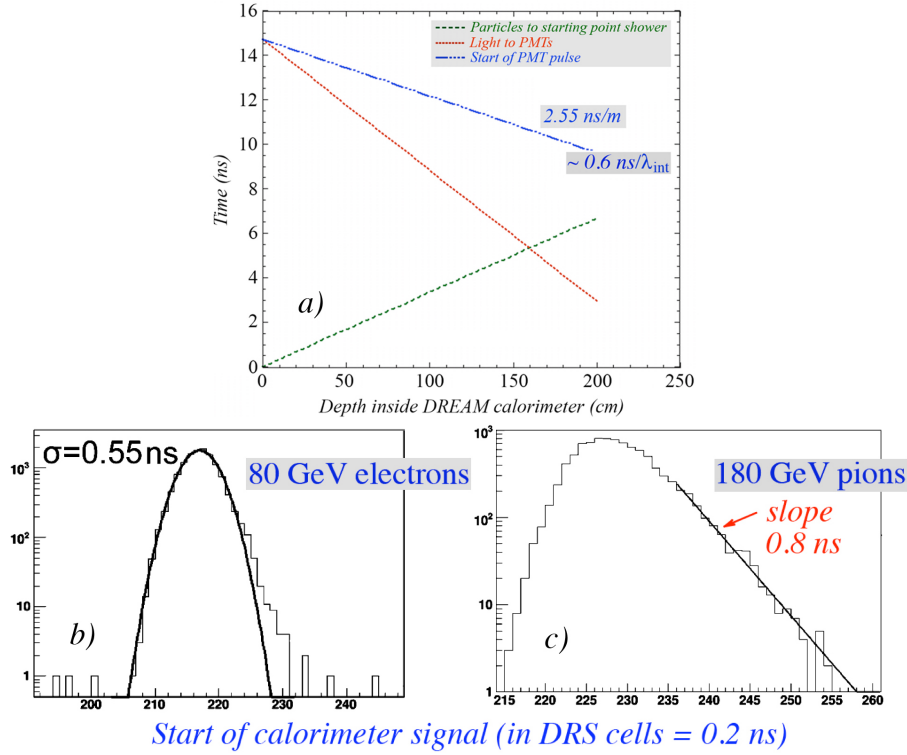 16
14
12
10
8
6
4
2
0
Time (ns)
Particles to starting point shower
Light to PMTs
Start of PMT pulse
2.55 ns/m
~ 0.6 ns/λint
a)
0 50 100 150 200 250
Depth inside DREAM calorimeter (cm)
σ=0.55ns
80 GeV electrons
10³
10²
10
1
b)
200 210 220 230 240
180 GeV pions
slope
0.8 ns
10³
10²
10
1
c)
215 220 225 230 235 240 245 250 255 260
Start of calorimeter signal (in DRS cells = 0.2 ns)